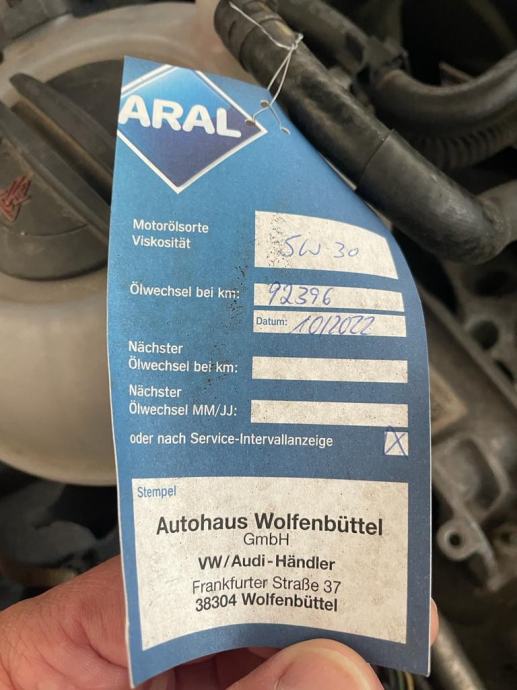 ARAL
Motorölsorte
Viskosität
5W 30
Ölwechsel bei km:
92396
Datum: 10/2022
Nächster
Ölwechsel bei km:
Nächster
Ölwechsel MM/JJ:
oder nach Service-Intervallanzeige
X
Stempel
Autohaus Wolfenbüttel
GmbH
VW/Audi-Händler
Frankfurter Straße 37
38304 Wolfenbüttel